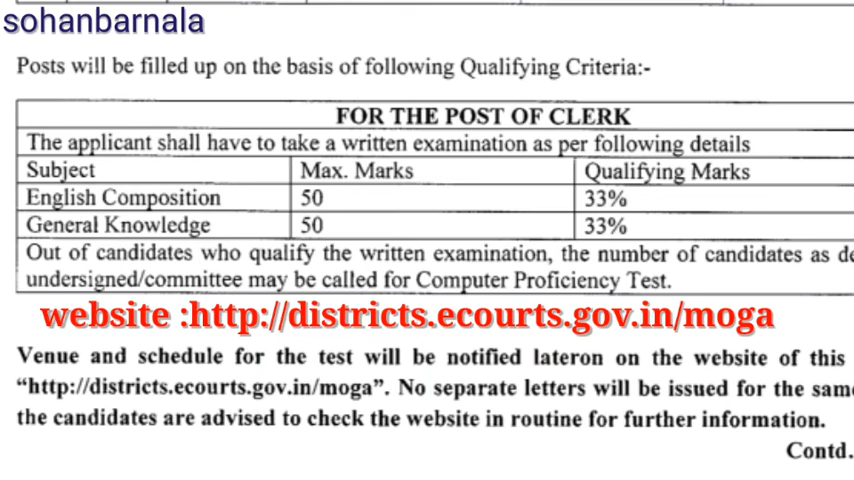 sohanbarnala
Posts will be filled up on the basis of following Qualifying Criteria:-
FOR THE POST OF CLERK
The applicant shall have to take a written examination as per following details
Subject Max. Marks Qualifying Marks
English Composition 50 33%
General Knowledge 50 33%
Out of candidates who qualify the written examination, the number of candidates as
undersigned/committee may be called for Computer Proficiency Test.
website :http://districts.ecourts.gov.in/moga
Venue and schedule for the test will be notified lateron on the website of this
“http://districts.ecourts.gov.in/moga”. No separate letters will be issued for the
the candidates are advised to check the website in routine for further information.
Contd.